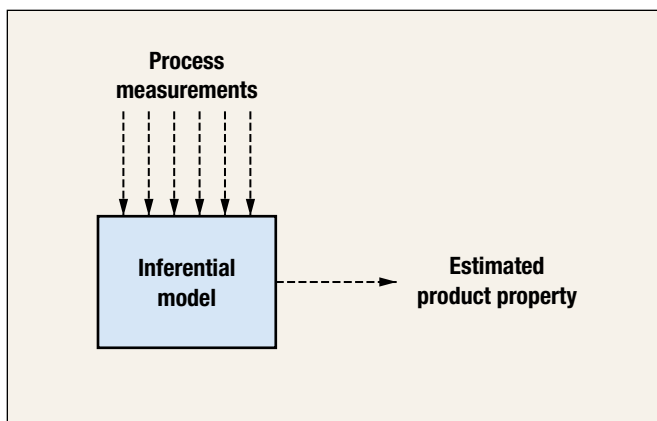 Process
measurements
Inferential
model
Estimated
product property